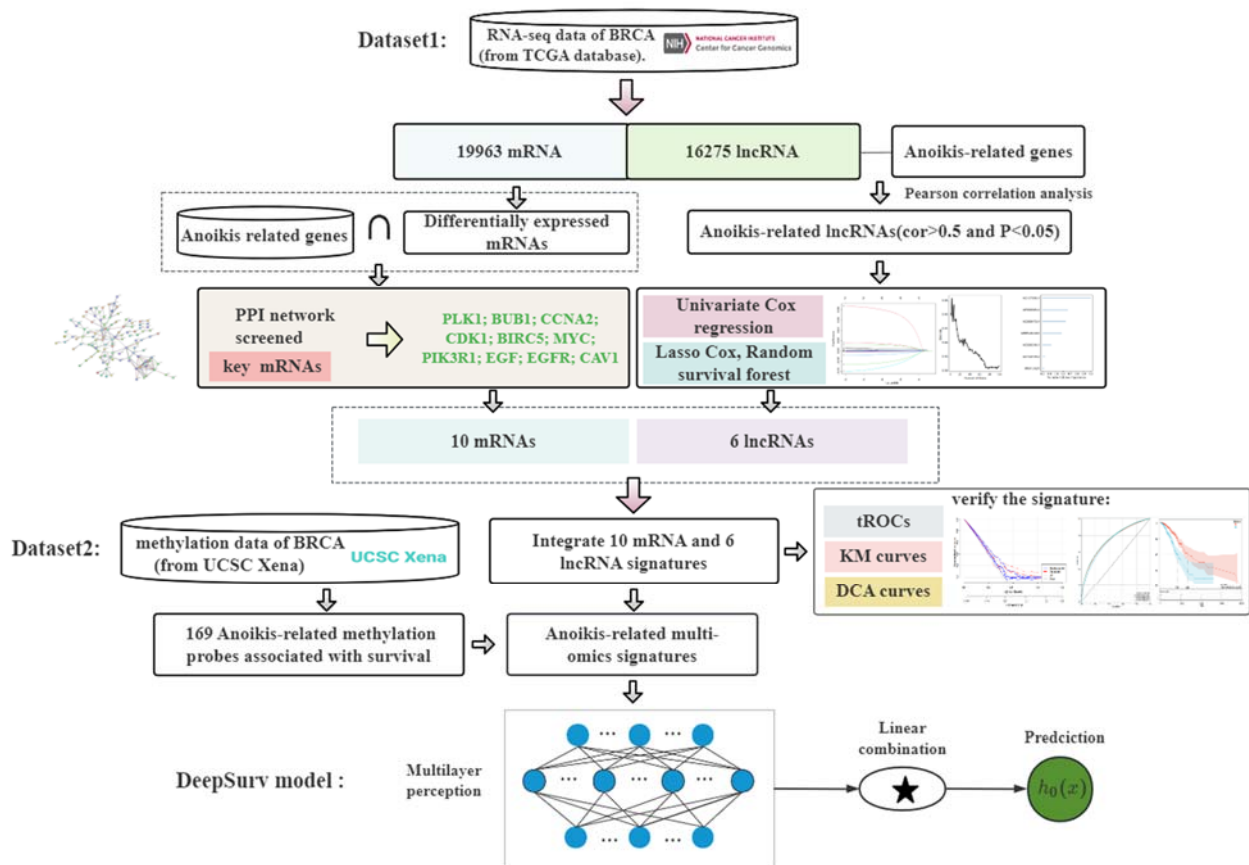 Dataset1:
RNA-seq data of BRCA
(from TCGA database).
NIH
NATIONAL CANCER INSTITUTE
Center for Cancer Genomics
19963 mRNA
16275 lncRNA
Anoikis-related genes
Pearson correlation analysis
Anoikis related genes
∩
Differentially expressed
mRNAs
Anoikis-related lncRNAs(cor>0.5 and P<0.05)
PPI network
screened
key mRNAs
PLK1; BUB1; CCNA2;
CDK1; BIRC5; MYC;
PIK3R1; EGF; EGFR; CAV1
Univariate Cox
regression
Lasso Cox, Random
survival forest
10 mRNAs
6 lncRNAs
Dataset2:
methylation data of BRCA
(from UCSC Xena)
UCSC Xena
Integrate 10 mRNA and 6
lncRNA signatures
verify the signature:
tROCs
KM curves
DCA curves
169 Anoikis-related methylation
probes associated with survival
Anoikis-related multi-
omics signatures
DeepSurv model :
Multilayer
perception
Linear
combination
Predciction
h₀(x)